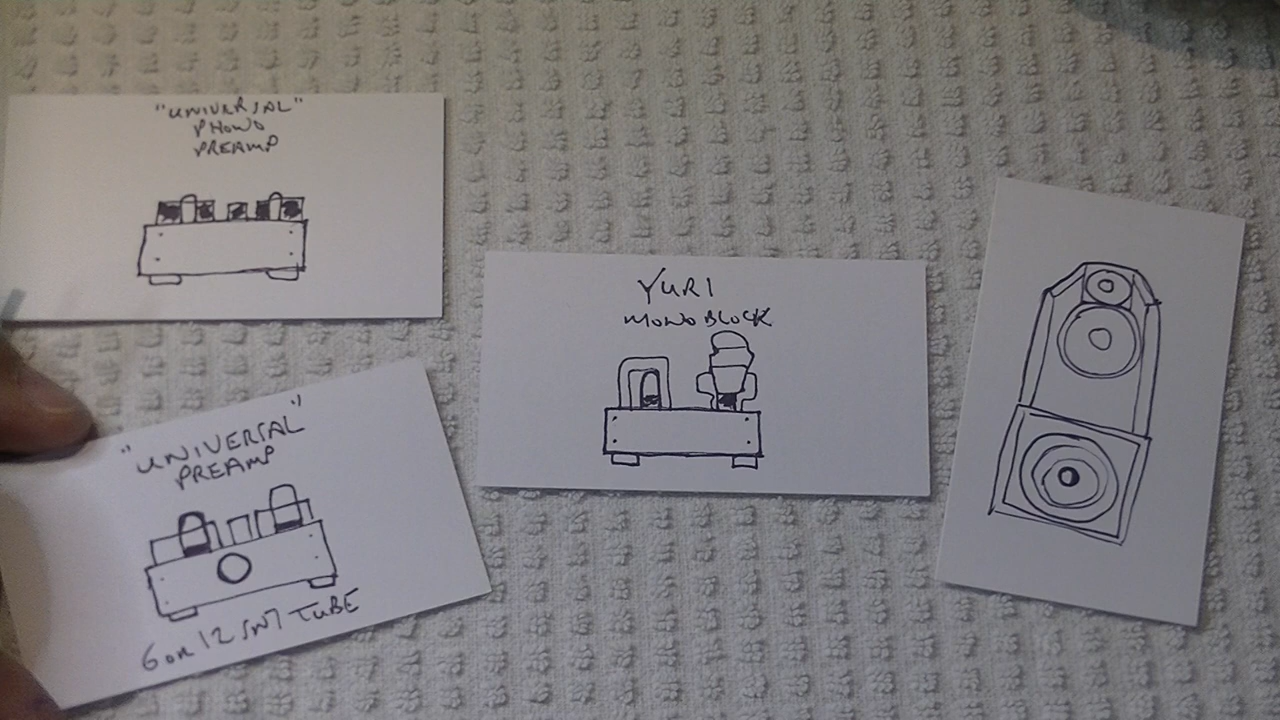 "UNIVERSAL"
PHONO
PREAMP
"UNIVERSAL"
PREAMP
6 OR 12 SN7 TUBE
YURI
MONOBLOCK